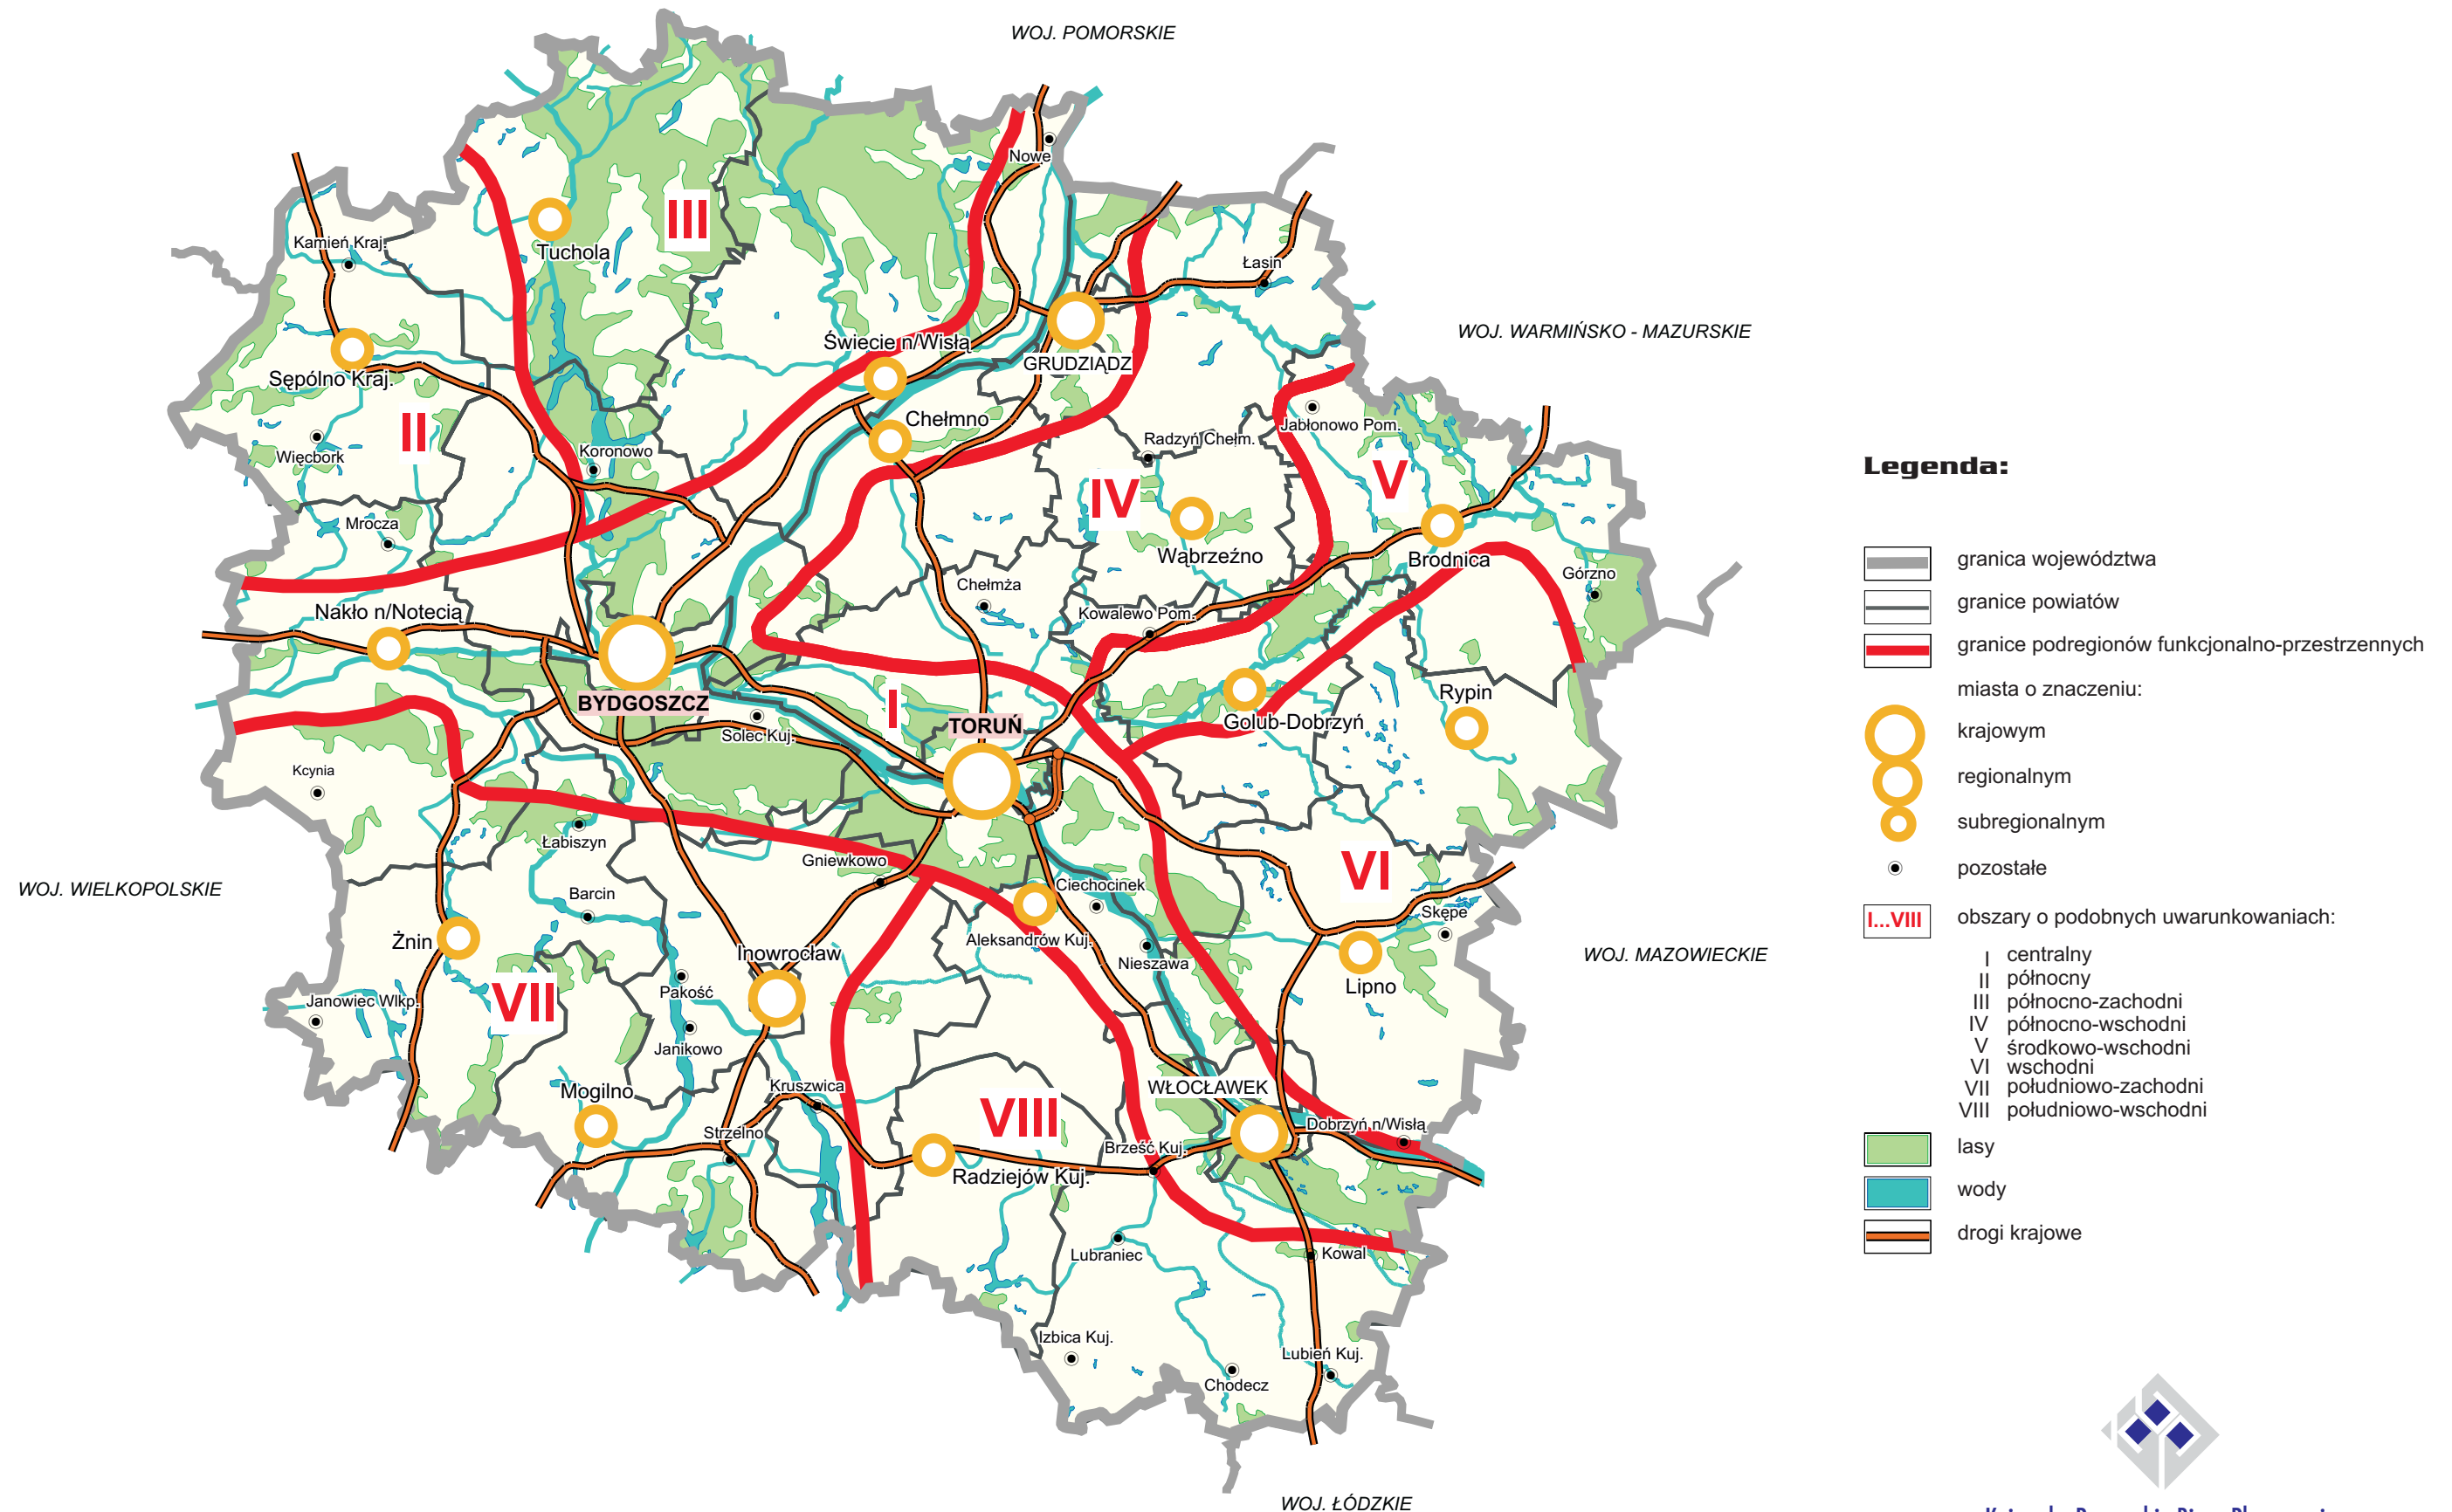 WOJ. POMORSKIE
Nowe
Kamień Kraj.
III
Tuchola
Łasin
WOJ. WARMIŃSKO - MAZURSKIE
Świecie n/Wisłą
GRUDZIĄDZ
Sępólno Kraj.
Chełmno
II
Jabłonowo Pom.
Radzyń Chełm.
Koronowo
Więcbork
V
IV
Mrocza
Wąbrzeźno
Brodnica
Górzno
Chełmża
Nakło n/Notecią
Kowalewo Pom.
Rypin
BYDGOSZCZ
I
Golub-Dobrzyń
TORUŃ
Solec Kuj.
Kcynia
Łabiszyn
Gniewkowo
VI
WOJ. WIELKOPOLSKIE
Ciechocinek
Barcin
Skępe
Żnin
Aleksandrów Kuj.
Inowrocław
WOJ. MAZOWIECKIE
Nieszawa
Lipno
Pakość
Janowiec Wlkp.
VII
Janikowo
Kruszwica
WŁOCŁAWEK
Mogilno
VIII
Dobrzyń n/Wisłą
Strzelno
Brześć Kuj.
Radziejów Kuj.
Lubraniec
Kowal
Izbica Kuj.
Lubień Kuj.
Chodecz
WOJ. ŁÓDZKIE
Legenda:
granica województwa
granice powiatów
granice podregionów funkcjonalno-przestrzennych
miasta o znaczeniu:
krajowym
regionalnym
subregionalnym
pozostałe
I...VIII obszary o podobnych uwarunkowaniach:
I centralny
II północny
III północno-zachodni
IV północno-wschodni
V środkowo-wschodni
VI wschodni
VII południowo-zachodni
VIII południowo-wschodni
lasy
wody
drogi krajowe